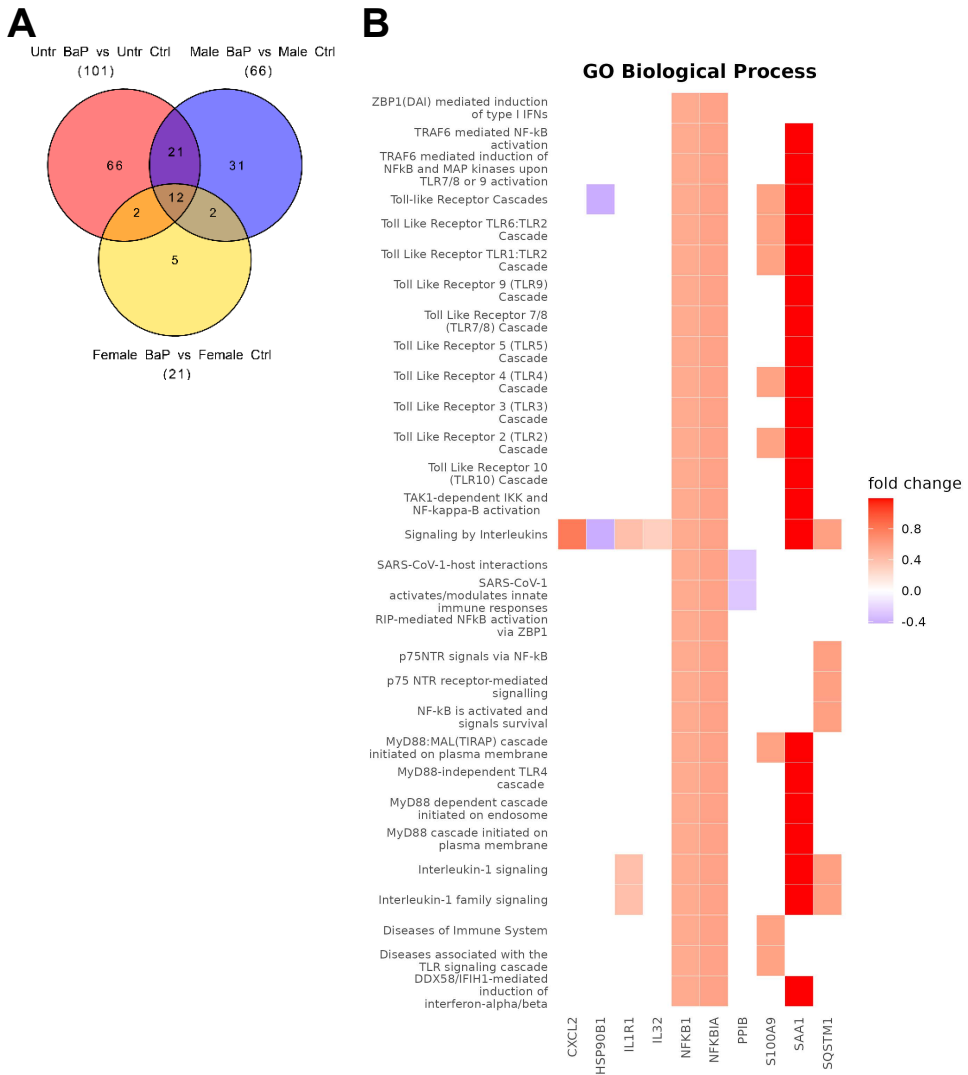 A
B
Untr BaP vs Untr Ctrl
(101)
Male BaP vs Male Ctrl
(66)
66
21
31
12
2
2
5
Female BaP vs Female Ctrl
(21)
GO Biological Process
ZBP1(DAI) mediated induction
of type I IFNs
TRAF6 mediated NF-kB
activation
TRAF6 mediated induction of
NFkB and MAP kinases upon
TLR7/8 or 9 activation
Toll-like Receptor Cascades
Toll Like Receptor TLR6:TLR2
Cascade
Toll Like Receptor TLR1:TLR2
Cascade
Toll Like Receptor 9 (TLR9)
Cascade
Toll Like Receptor 7/8
(TLR7/8) Cascade
Toll Like Receptor 5 (TLR5)
Cascade
Toll Like Receptor 4 (TLR4)
Cascade
Toll Like Receptor 3 (TLR3)
Cascade
Toll Like Receptor 2 (TLR2)
Cascade
Toll Like Receptor 10
(TLR10) Cascade
TAK1-dependent IKK and
NF-kappa-B activation
Signaling by Interleukins
SARS-CoV-1-host interactions
SARS-CoV-1
activates/modulates innate
immune responses
RIP-mediated NFkB activation
via ZBP1
p75NTR signals via NF-kB
p75 NTR receptor-mediated
signalling
NF-kB is activated and
signals survival
MyD88:MAL(TIRAP) cascade
initiated on plasma membrane
MyD88-independent TLR4
cascade
MyD88 dependent cascade
initiated on endosome
MyD88 cascade initiated on
plasma membrane
Interleukin-1 signaling
Interleukin-1 family signaling
Diseases of Immune System
Diseases associated with the
TLR signaling cascade
DDX58/IFIH1-mediated
induction of
interferon-alpha/beta
CXCL2
HSP90B1
IL1R1
IL32
NFKB1
NFKBIA
PPIB
S100A9
SAA1
SQSTM1
fold change
0.8
0.4
0.0
-0.4